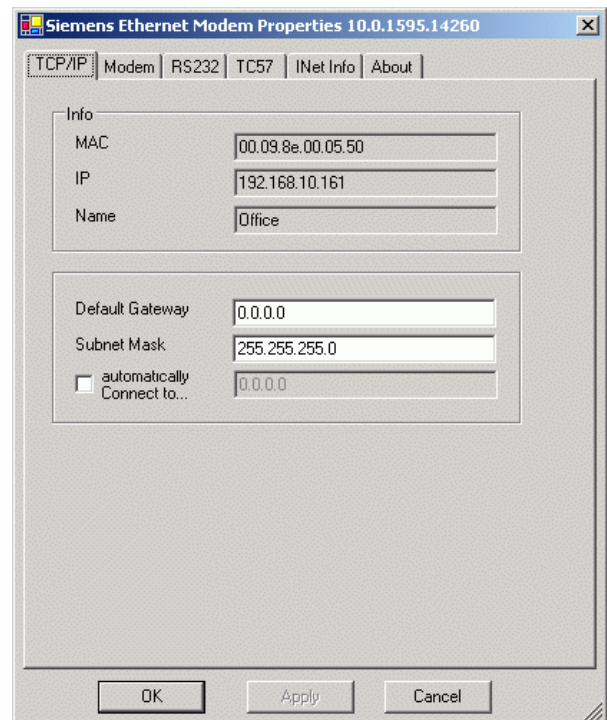 Siemens Ethernet Modem Properties 10.0.1595.14260
TCP/IP Modem RS232 TC57 INet Info About
Info
MAC 00.09.8e.00.05.50
IP 192.168.10.161
Name Office
Default Gateway 0.0.0.0
Subnet Mask 255.255.255.0
automatically
Connect to... 0.0.0.0
OK Apply Cancel